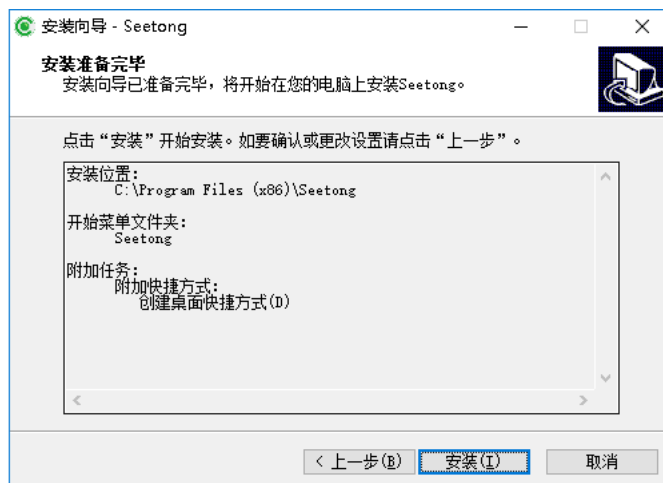 安装向导 - Seetong
安装准备完毕
安装向导已准备完毕，将开始在您的电脑上安装Seetong。
点击“安装”开始安装。如要确认或更改设置请点击“上一步”。
安装位置:
C:\Program Files (x86)\Seetong
开始菜单文件夹:
Seetong
附加任务:
附加快捷方式:
创建桌面快捷方式(D)
< 上一步(B)
安装(I)
取消